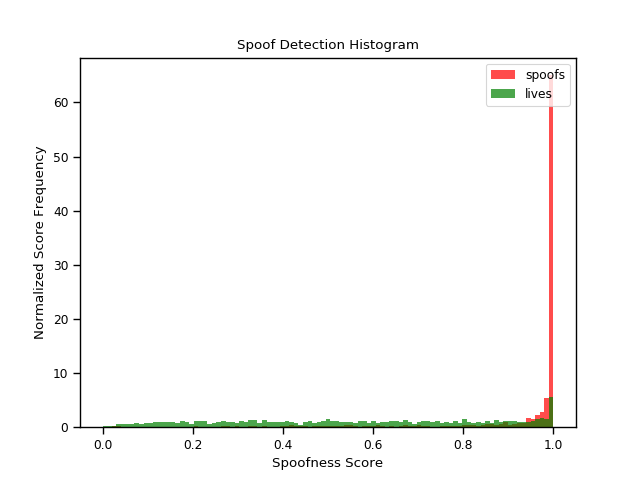 Spoof Detection Histogram
spoofs
lives
Normalized Score Frequency
60
50
40
30
20
10
0
0.0 0.2 0.4 0.6 0.8 1.0
Spoofness Score